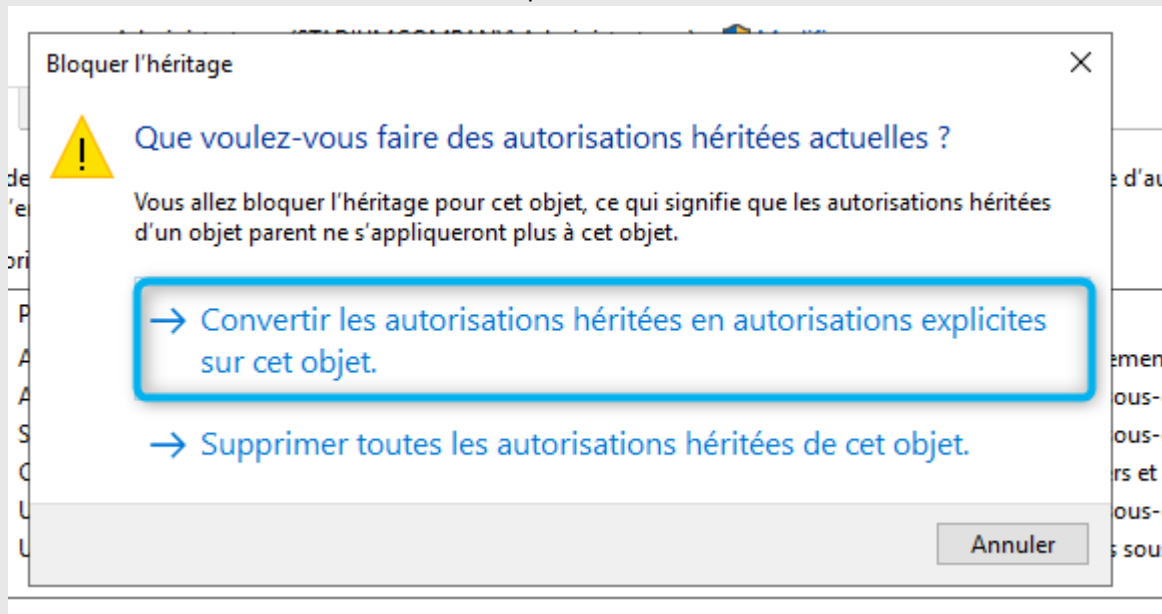 Bloquer l'héritage
Que voulez-vous faire des autorisations héritées actuelles ?
Vous allez bloquer l'héritage pour cet objet, ce qui signifie que les autorisations héritées
d'un objet parent ne s'appliqueront plus à cet objet.
→ Convertir les autorisations héritées en autorisations explicites
sur cet objet.
→ Supprimer toutes les autorisations héritées de cet objet.
Annuler